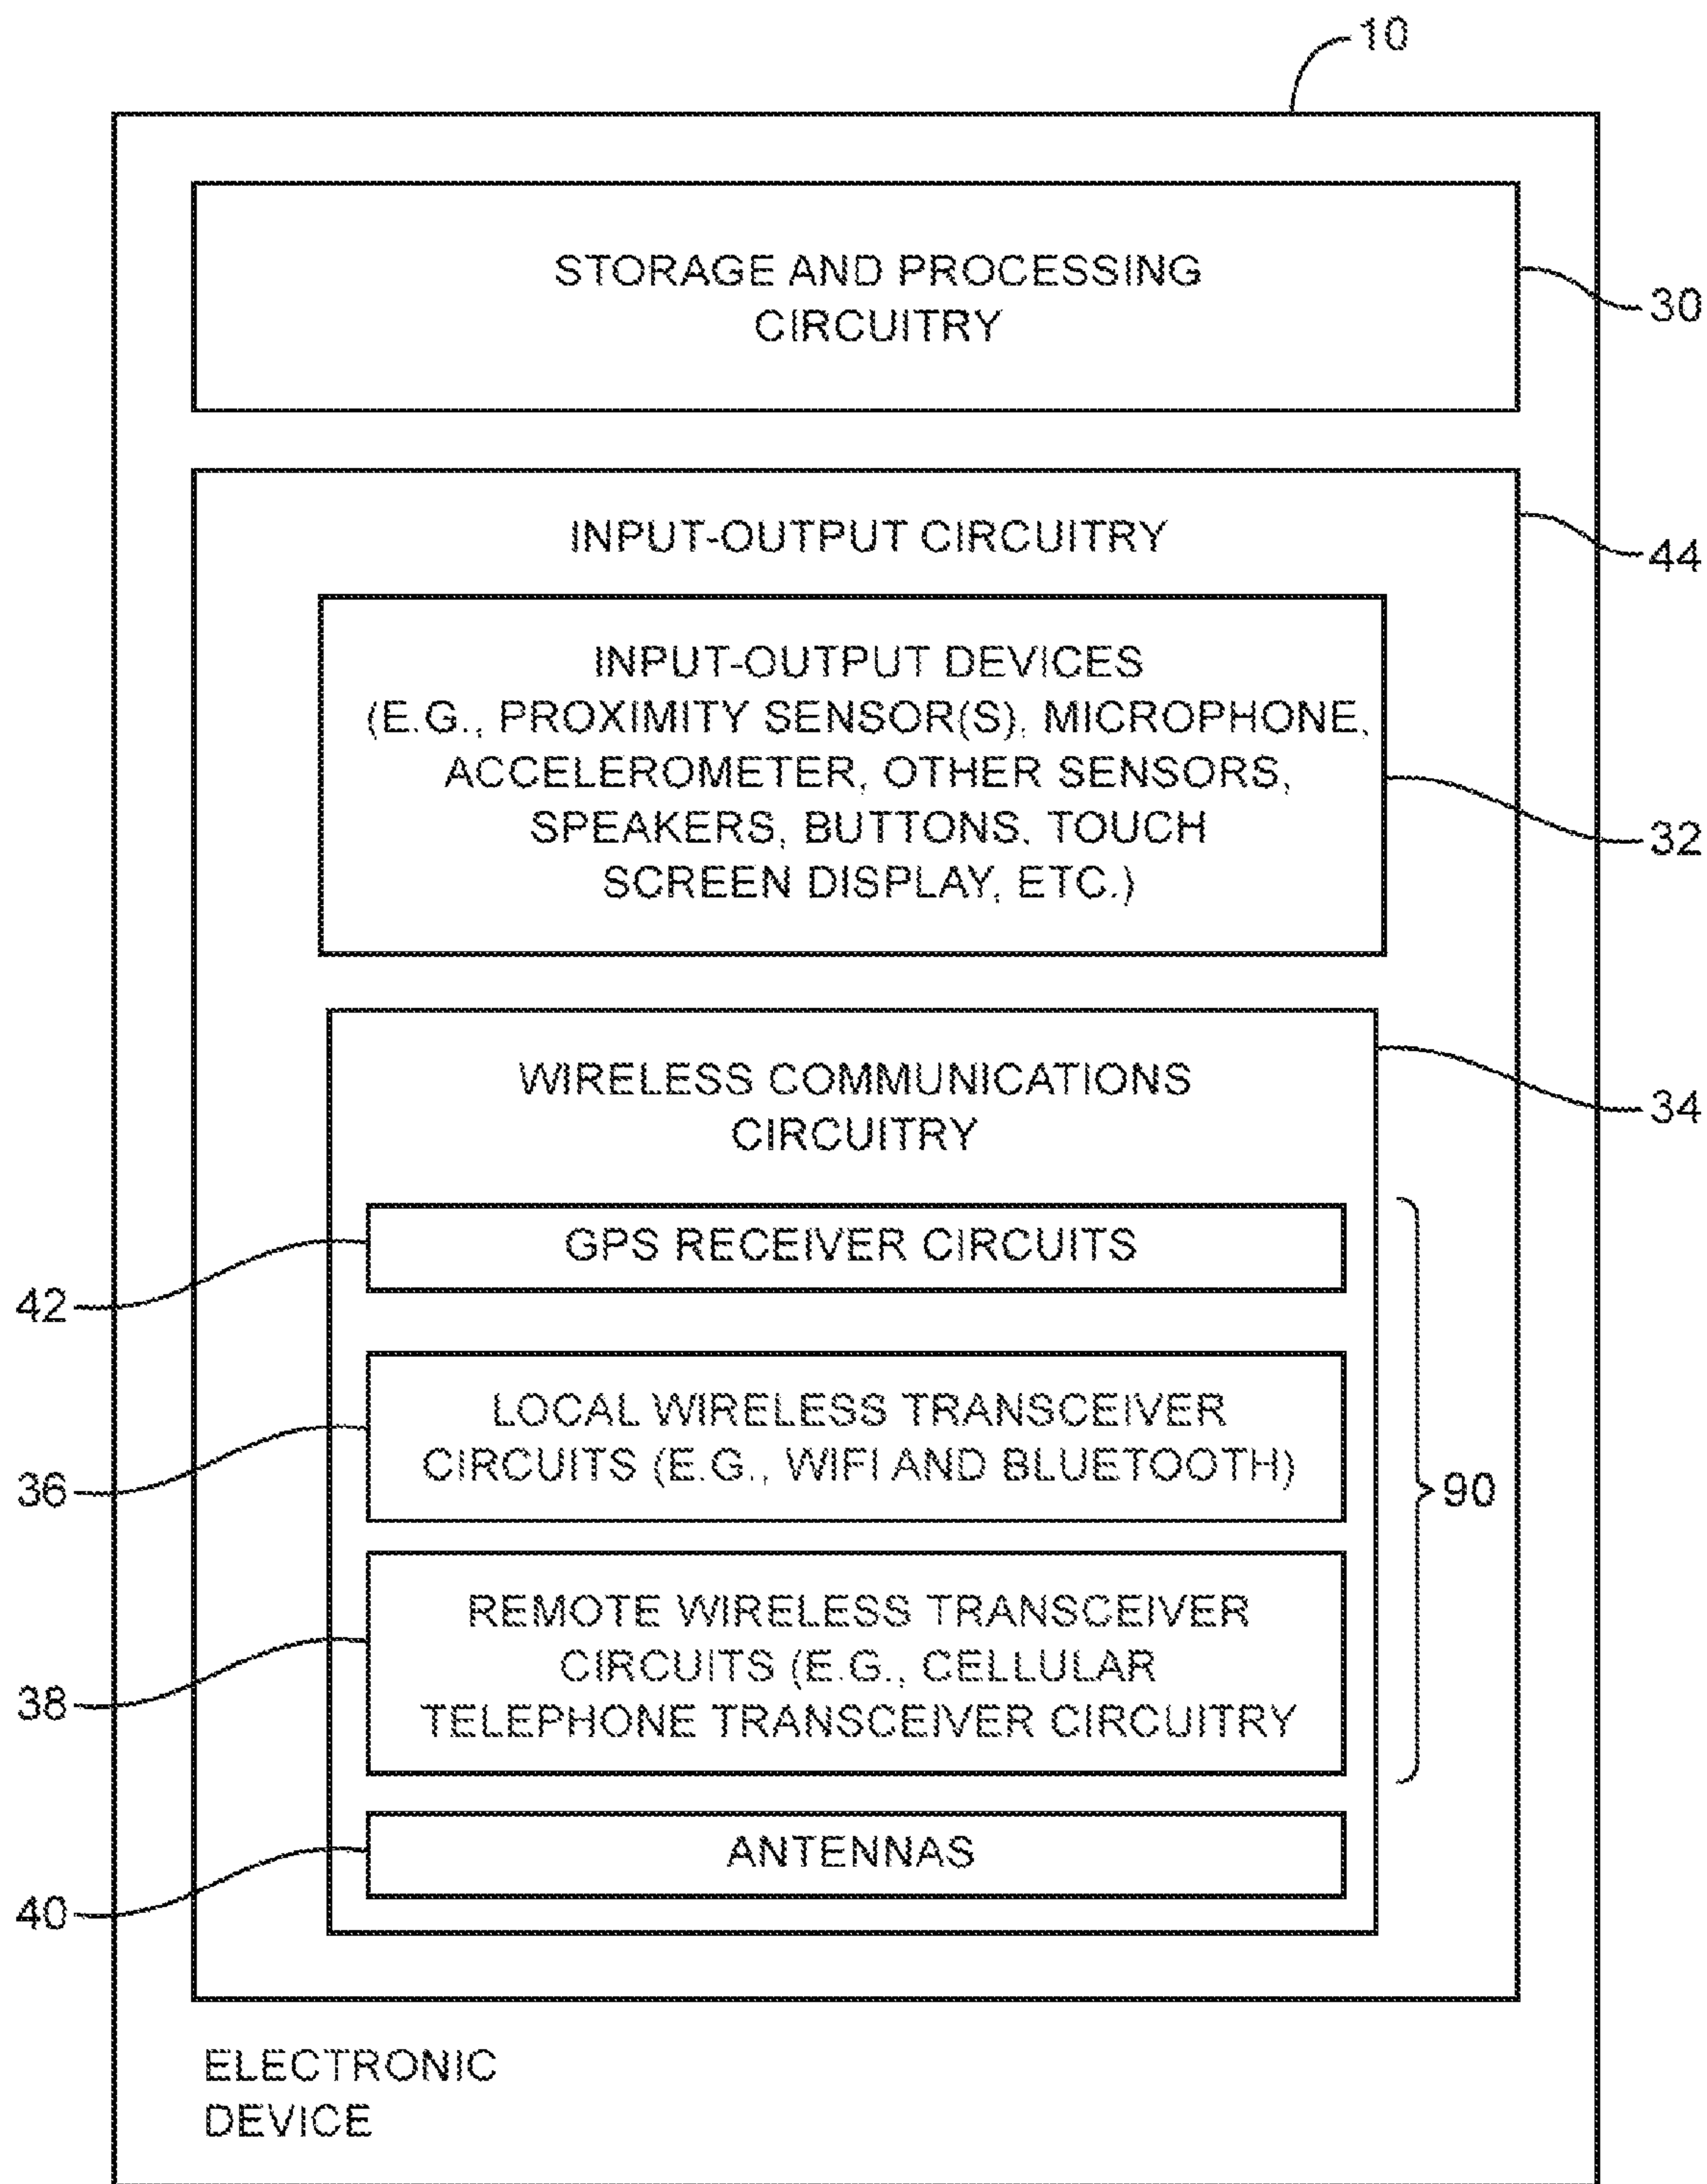 10
STORAGE AND PROCESSING
CIRCUITRY
30
INPUT-OUTPUT CIRCUITRY
44
INPUT-OUTPUT DEVICES
(E.G., PROXIMITY SENSOR(S), MICROPHONE,
ACCELEROMETER, OTHER SENSORS,
SPEAKERS, BUTTONS, TOUCH
SCREEN DISPLAY, ETC.)
32
WIRELESS COMMUNICATIONS
CIRCUITRY
34
GPS RECEIVER CIRCUITS
42
LOCAL WIRELESS TRANSCEIVER
CIRCUITS (E.G., WIFI AND BLUETOOTH)
36
90
REMOTE WIRELESS TRANSCEIVER
CIRCUITS (E.G., CELLULAR
TELEPHONE TRANSCEIVER CIRCUITRY
38
ANTENNAS
40
ELECTRONIC
DEVICE